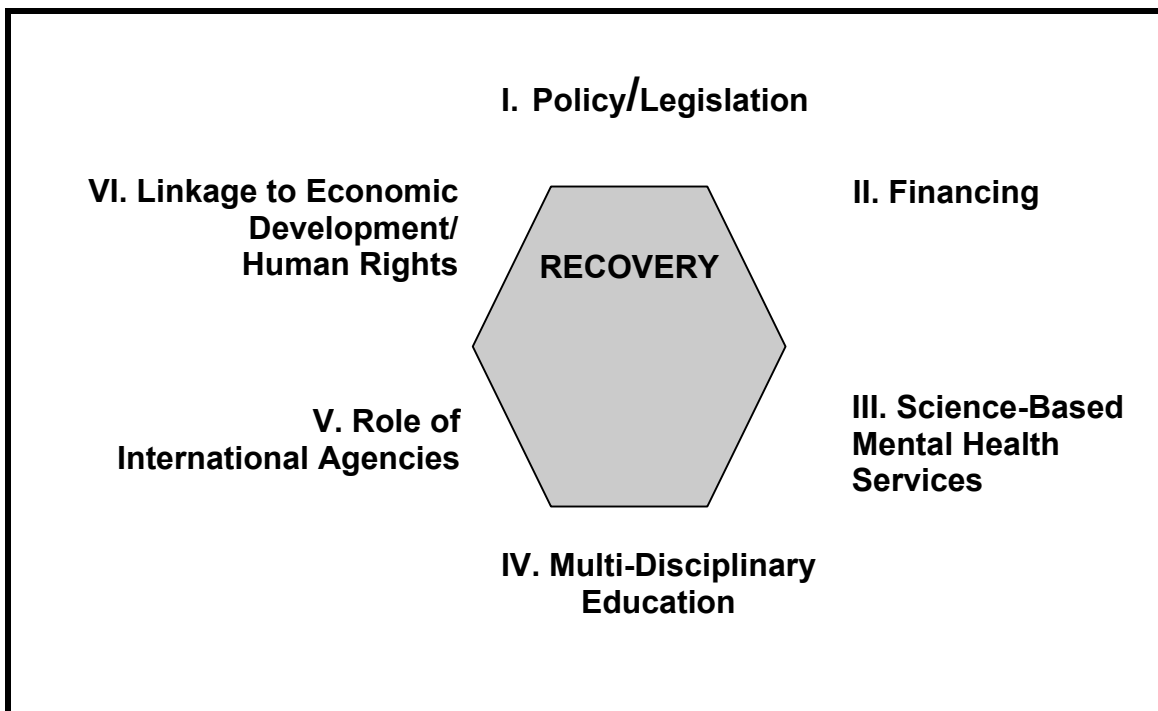 I. Policy/Legislation
VI. Linkage to Economic
Development/
Human Rights
II. Financing
RECOVERY
V. Role of
International Agencies
III. Science-Based
Mental Health
Services
IV. Multi-Disciplinary
Education